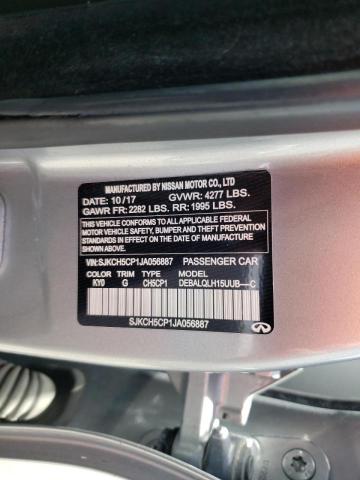 MANUFACTURED BY NISSAN MOTOR CO., LTD
DATE: 10/17 GVWR: 4277 LBS.
GAWR FR: 2282 LBS. RR: 1995 LBS.
THIS VEHICLE CONFORMS TO ALL APPLICABLE FEDERAL
MOTOR VEHICLE SAFETY, BUMPER AND THEFT
PREVENTION STANDARDS IN EFFECT ON THE DATE OF
MANUFACTURE SHOWN ABOVE.
VIN: SJKCH5CP1JA056887 PASSENGER CAR
COLOR TRIM TYPE MODEL
KY0 G CH5CP1 DEBALQLH15UUB--C
SJKCH5CP1JA056887